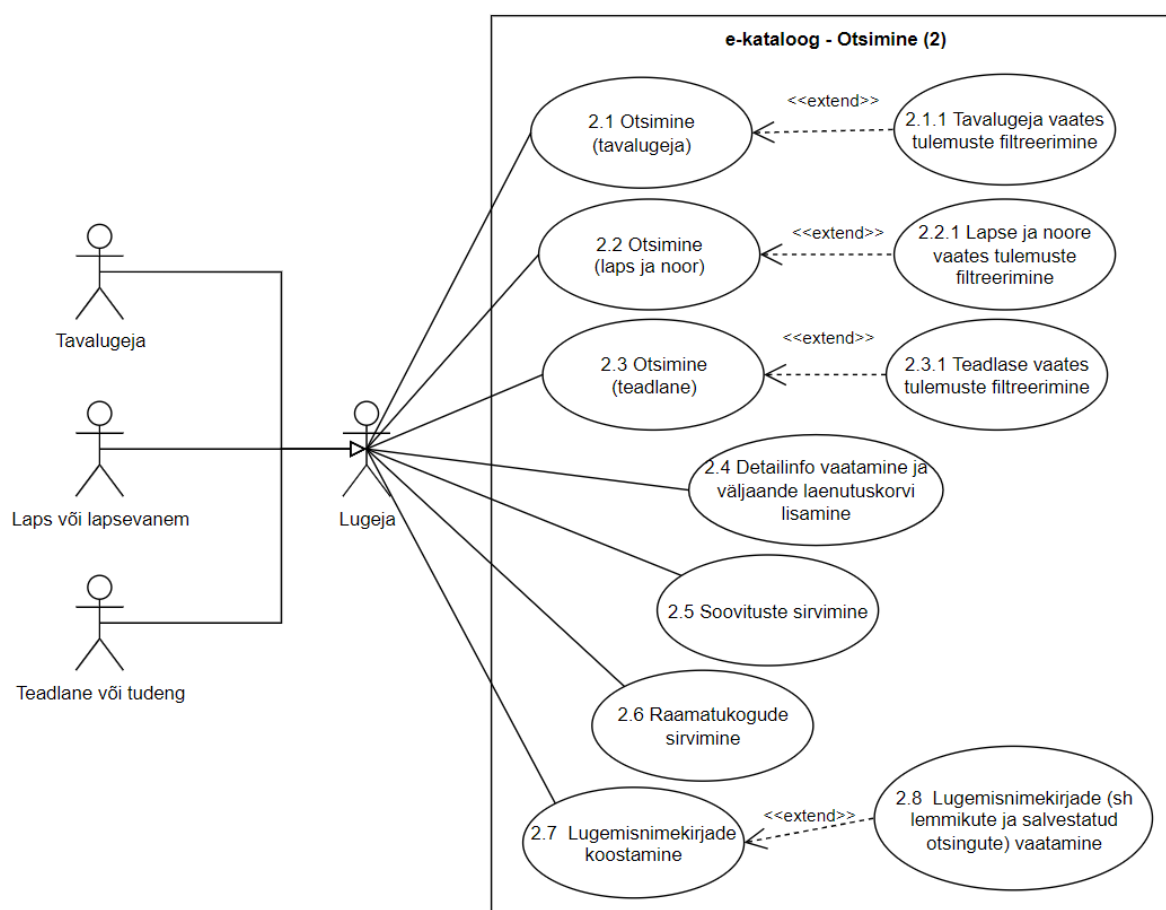 e-kataloog - Otsimine (2)
2.1 Otsimine
(tavalugeja)
<<extend>>
2.1.1 Tavalugeja vaates
tulemuste filtreerimine
2.2 Otsimine
(laps ja noor)
<<extend>>
2.2.1 Lapse ja noore
vaates tulemuste
filtreerimine
Tavalugeja
2.3 Otsimine
(teadlane)
<<extend>>
2.3.1 Teadlase vaates
tulemuste filtreerimine
Laps või lapsevanem
Lugeja
2.4 Detailinfo vaatamine ja
väljaande laenutuskorvi
lisamine
2.5 Soovituste sirvimine
Teadlane või tudeng
2.6 Raamatukogude
sirvimine
2.7 Lugemisnimekirjade
koostamine
<<extend>>
2.8 Lugemisnimekirjade (sh
lemmikute ja salvestatud
otsingute) vaatamine